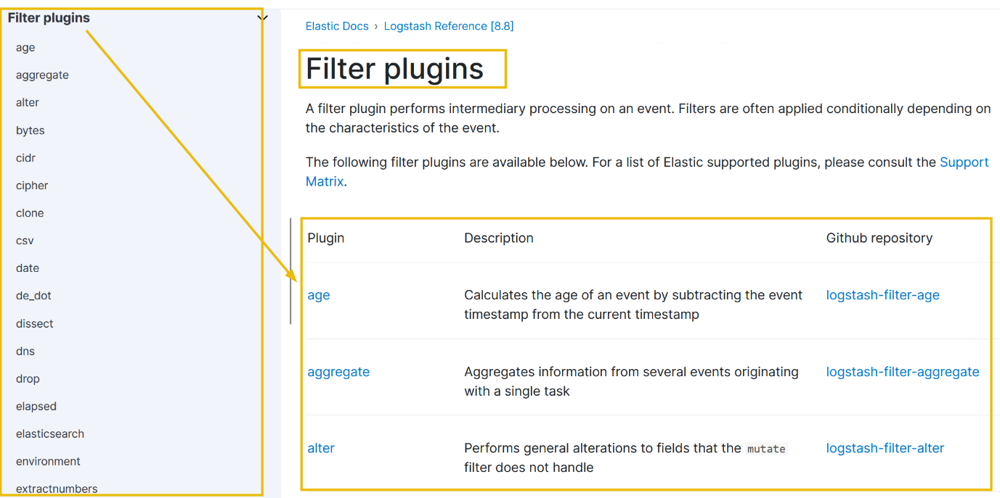 Filter plugins
age
aggregate
alter
bytes
cidr
cipher
clone
csv
date
de_dot
dissect
dns
drop
elapsed
elasticsearch
environment
extractnumbers
Elastic Docs › Logstash Reference [8.8]
Filter plugins
A filter plugin performs intermediary processing on an event. Filters are often applied conditionally depending on
the characteristics of the event.
The following filter plugins are available below. For a list of Elastic supported plugins, please consult the Support
Matrix.
Plugin Description Github repository
age Calculates the age of an event by subtracting the event logstash-filter-age
timestamp from the current timestamp
aggregate Aggregates information from several events originating logstash-filter-aggregate
with a single task
alter Performs general alterations to fields that the mutate logstash-filter-alter
filter does not handle